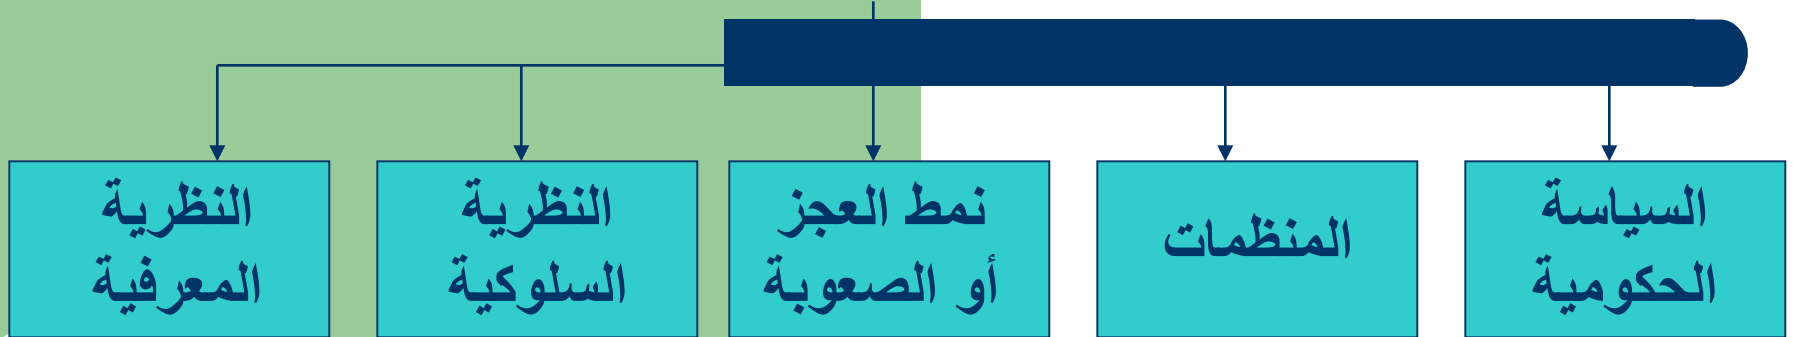 السياسة
الحكومية
المنظمات
نمط العجز
أو الصعوبة
النظرية
السلوكية
النظرية
المعرفية